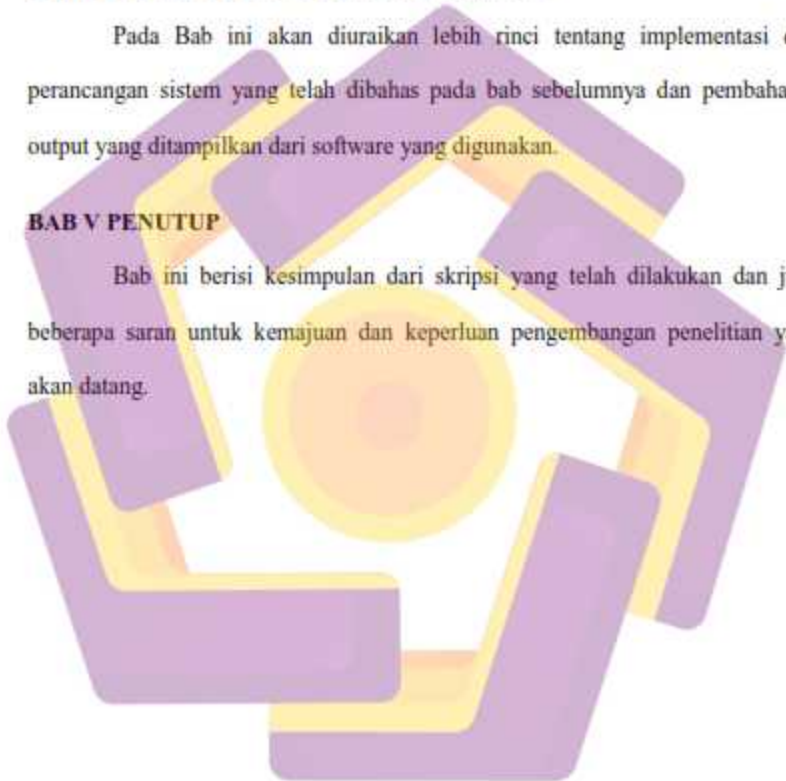 Pada Bab ini akan diuraikan lebih rinci tentang implementasi
perancangan sistem yang telah dibahas pada bab sebelumnya dan
output yang ditampilkan dari software yang digunakan.
BAB V PENUTUP
Bab ini berisi kesimpulan dari skripsi yang telah dilakukan dan
beberapa saran untuk kemajuan dan keperluan pengembangan penelitian
akan datang.